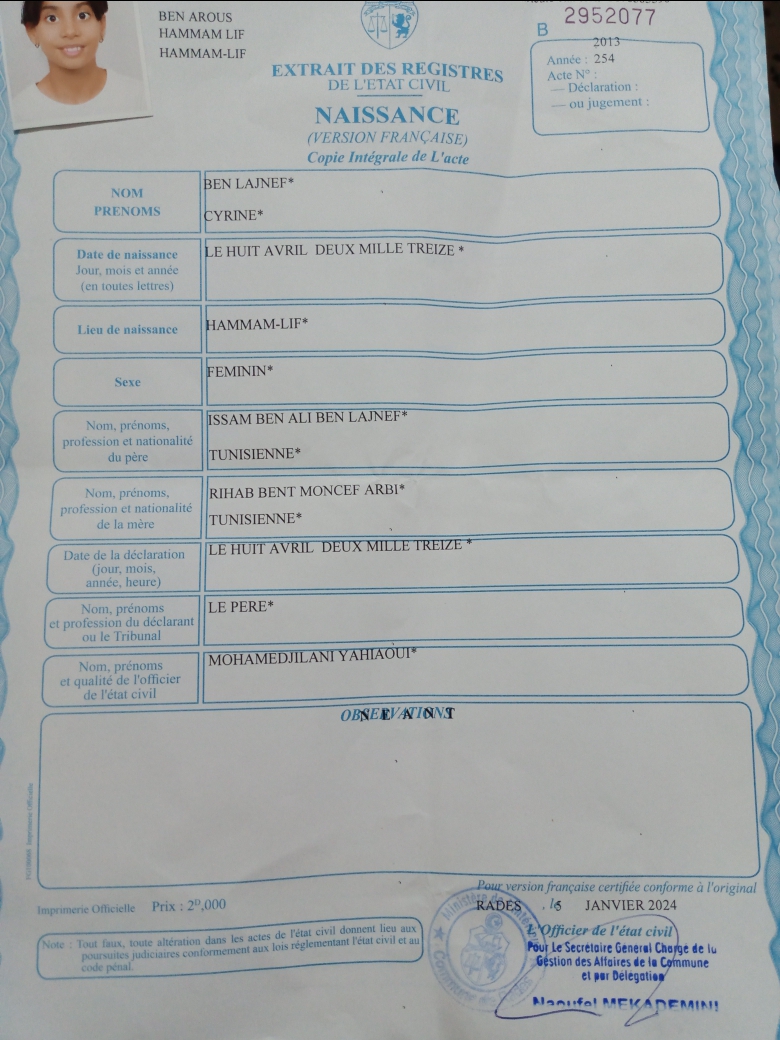 BEN AROUS
HAMMAM LIF
HAMMAM-LIF
2952077
B
2013
Année : 254
Acte N° :
— Déclaration :
— ou jugement :
EXTRAIT DES REGISTRES
DE L'ETAT CIVIL
NAISSANCE
(VERSION FRANÇAISE)
Copie Intégrale de L'acte
NOM
PRENOMS
BEN LAJNEF*
CYRINE*
Date de naissance
Jour, mois et année
(en toutes lettres)
LE HUIT AVRIL DEUX MILLE TREIZE *
Lieu de naissance
HAMMAM-LIF*
Sexe
FEMININ*
Nom, prénoms,
profession et nationalité
du père
ISSAM BEN ALI BEN LAJNEF*
TUNISIENNE*
Nom, prénoms,
profession et nationalité
de la mère
RIHAB BENT MONCEF ARBI*
TUNISIENNE*
Date de la déclaration
(jour, mois,
année, heure)
LE HUIT AVRIL DEUX MILLE TREIZE *
Nom, prénoms
et profession du déclarant
ou le Tribunal
LE PERE*
Nom, prénoms
et qualité de l'officier
de l'état civil
MOHAMEDJILANI YAHIAOUI*
OBSERVATIONS
N E A N T
Imprimerie Officielle
Imprimerie Officielle Prix : 2ᴰ,000
Note : Tout faux, toute altération dans les actes de l'état civil donnent lieu aux
poursuites judiciaires conformement aux lois réglementant l'état civil et au
code pénal.
Pour version française certifiée conforme à l'original
RADES , le 5 JANVIER 2024
L'Officier de l'état civil
Pour Le Secrétaire General Chargé de la
Gestion des Affaires de la Commune
et par Délégation
Naoufel MEKADEMINI